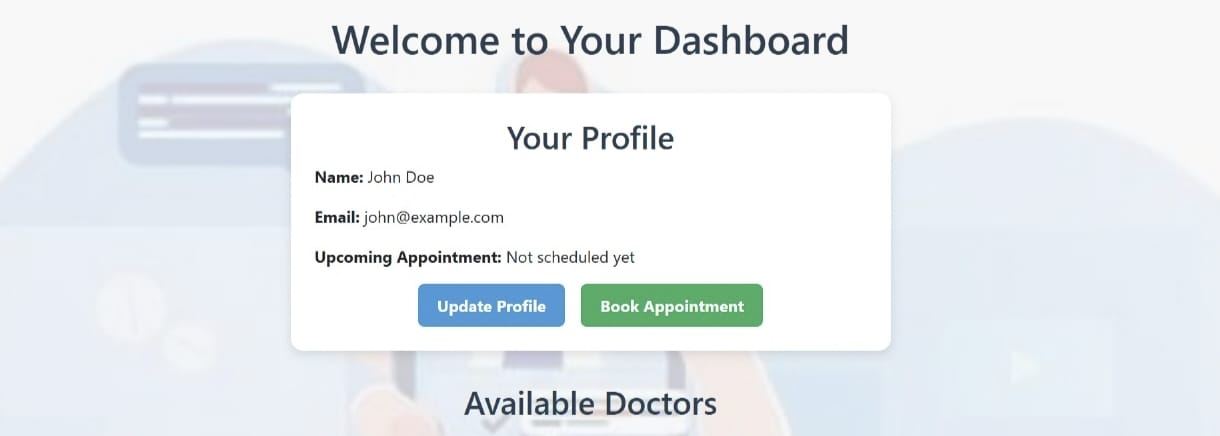 Welcome to Your Dashboard
Your Profile
Name: John Doe
Email: john@example.com
Upcoming Appointment: Not scheduled yet
Update Profile
Book Appointment
Available Doctors